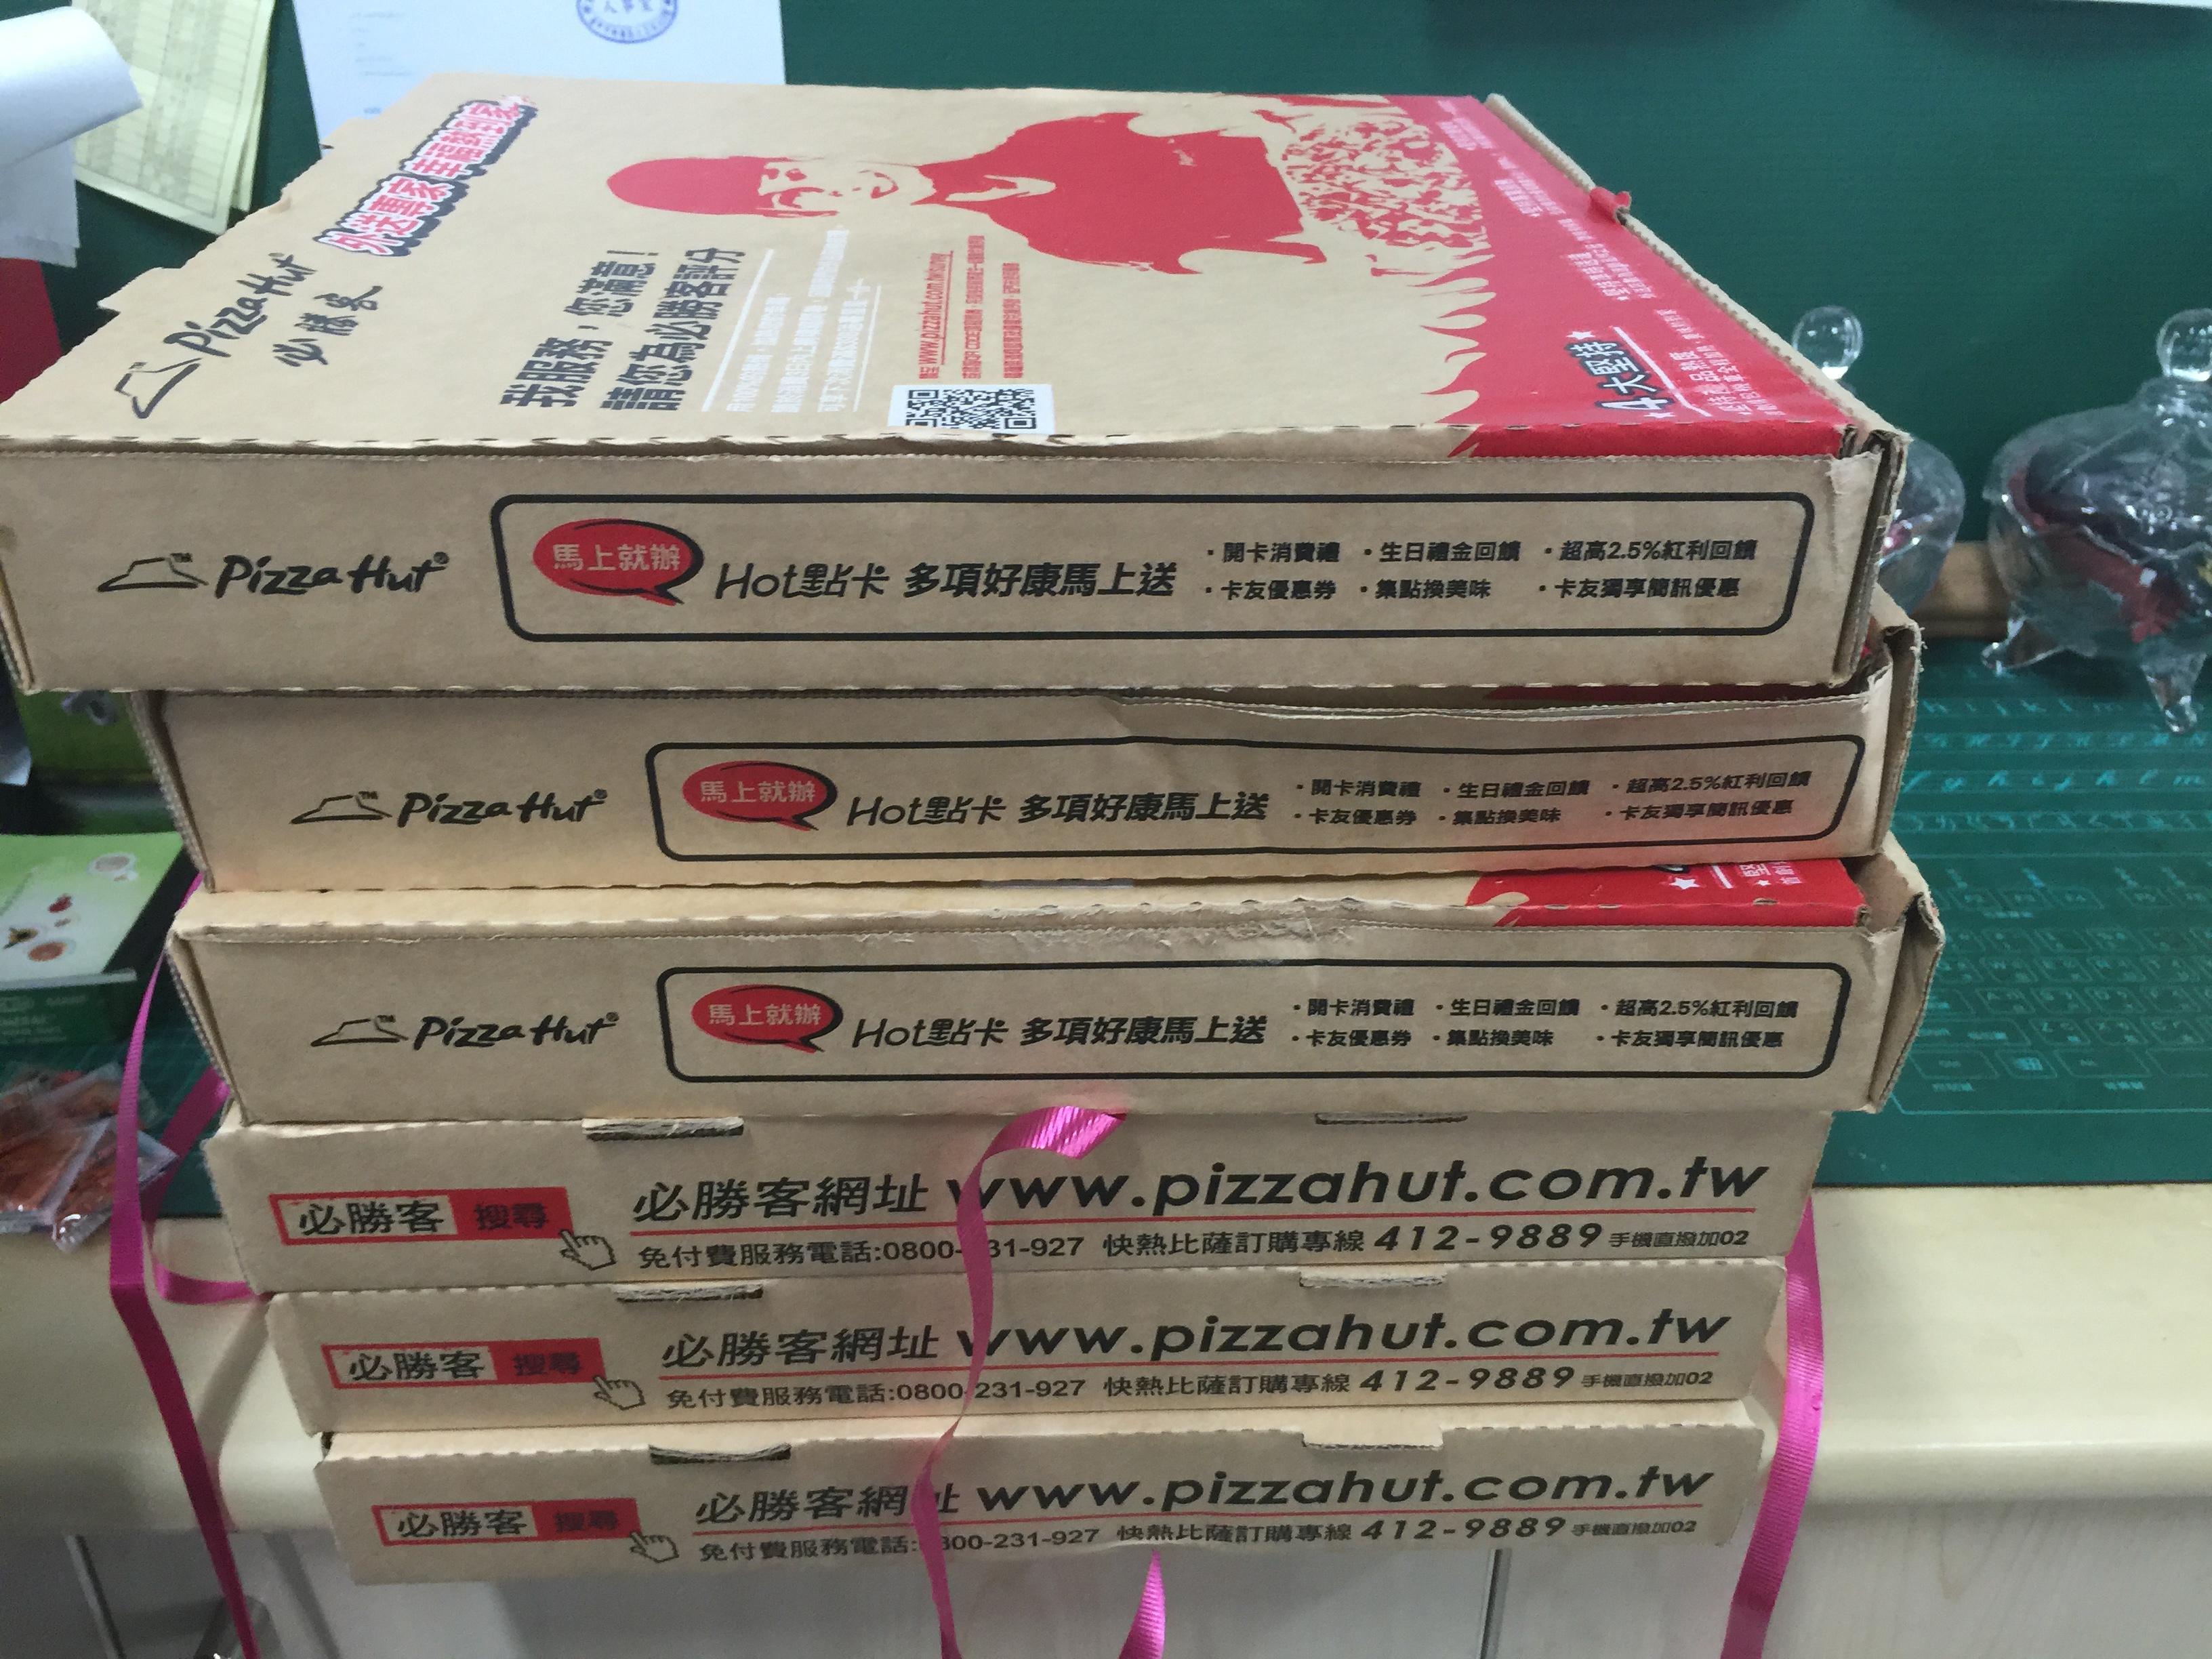 外送專家 幸福熱到家
Pizza Hut
必勝客
我服務，您滿意！
請您為必勝客評分
www.pizzahut.com.tw/survey
4大堅持
Pizza Hut
馬上就辦
Hot點卡 多項好康馬上送
・開卡消費禮 ・生日禮金回饋 ・超高2.5%紅利回饋
・卡友優惠券 ・集點換美味 ・卡友獨享簡訊優惠
Pizza Hut
馬上就辦
Hot點卡 多項好康馬上送
・開卡消費禮 ・生日禮金回饋 ・超高2.5%紅利回饋
・卡友優惠券 ・集點換美味 ・卡友獨享簡訊優惠
Pizza Hut
馬上就辦
Hot點卡 多項好康馬上送
・開卡消費禮 ・生日禮金回饋 ・超高2.5%紅利回饋
・卡友優惠券 ・集點換美味 ・卡友獨享簡訊優惠
必勝客 搜尋
必勝客網址 www.pizzahut.com.tw
免付費服務電話:0800-231-927 快熱比薩訂購專線 412-9889 手機直撥加02
必勝客 搜尋
必勝客網址 www.pizzahut.com.tw
免付費服務電話:0800-231-927 快熱比薩訂購專線 412-9889 手機直撥加02
必勝客 搜尋
必勝客網址 www.pizzahut.com.tw
免付費服務電話:0800-231-927 快熱比薩訂購專線 412-9889 手機直撥加02